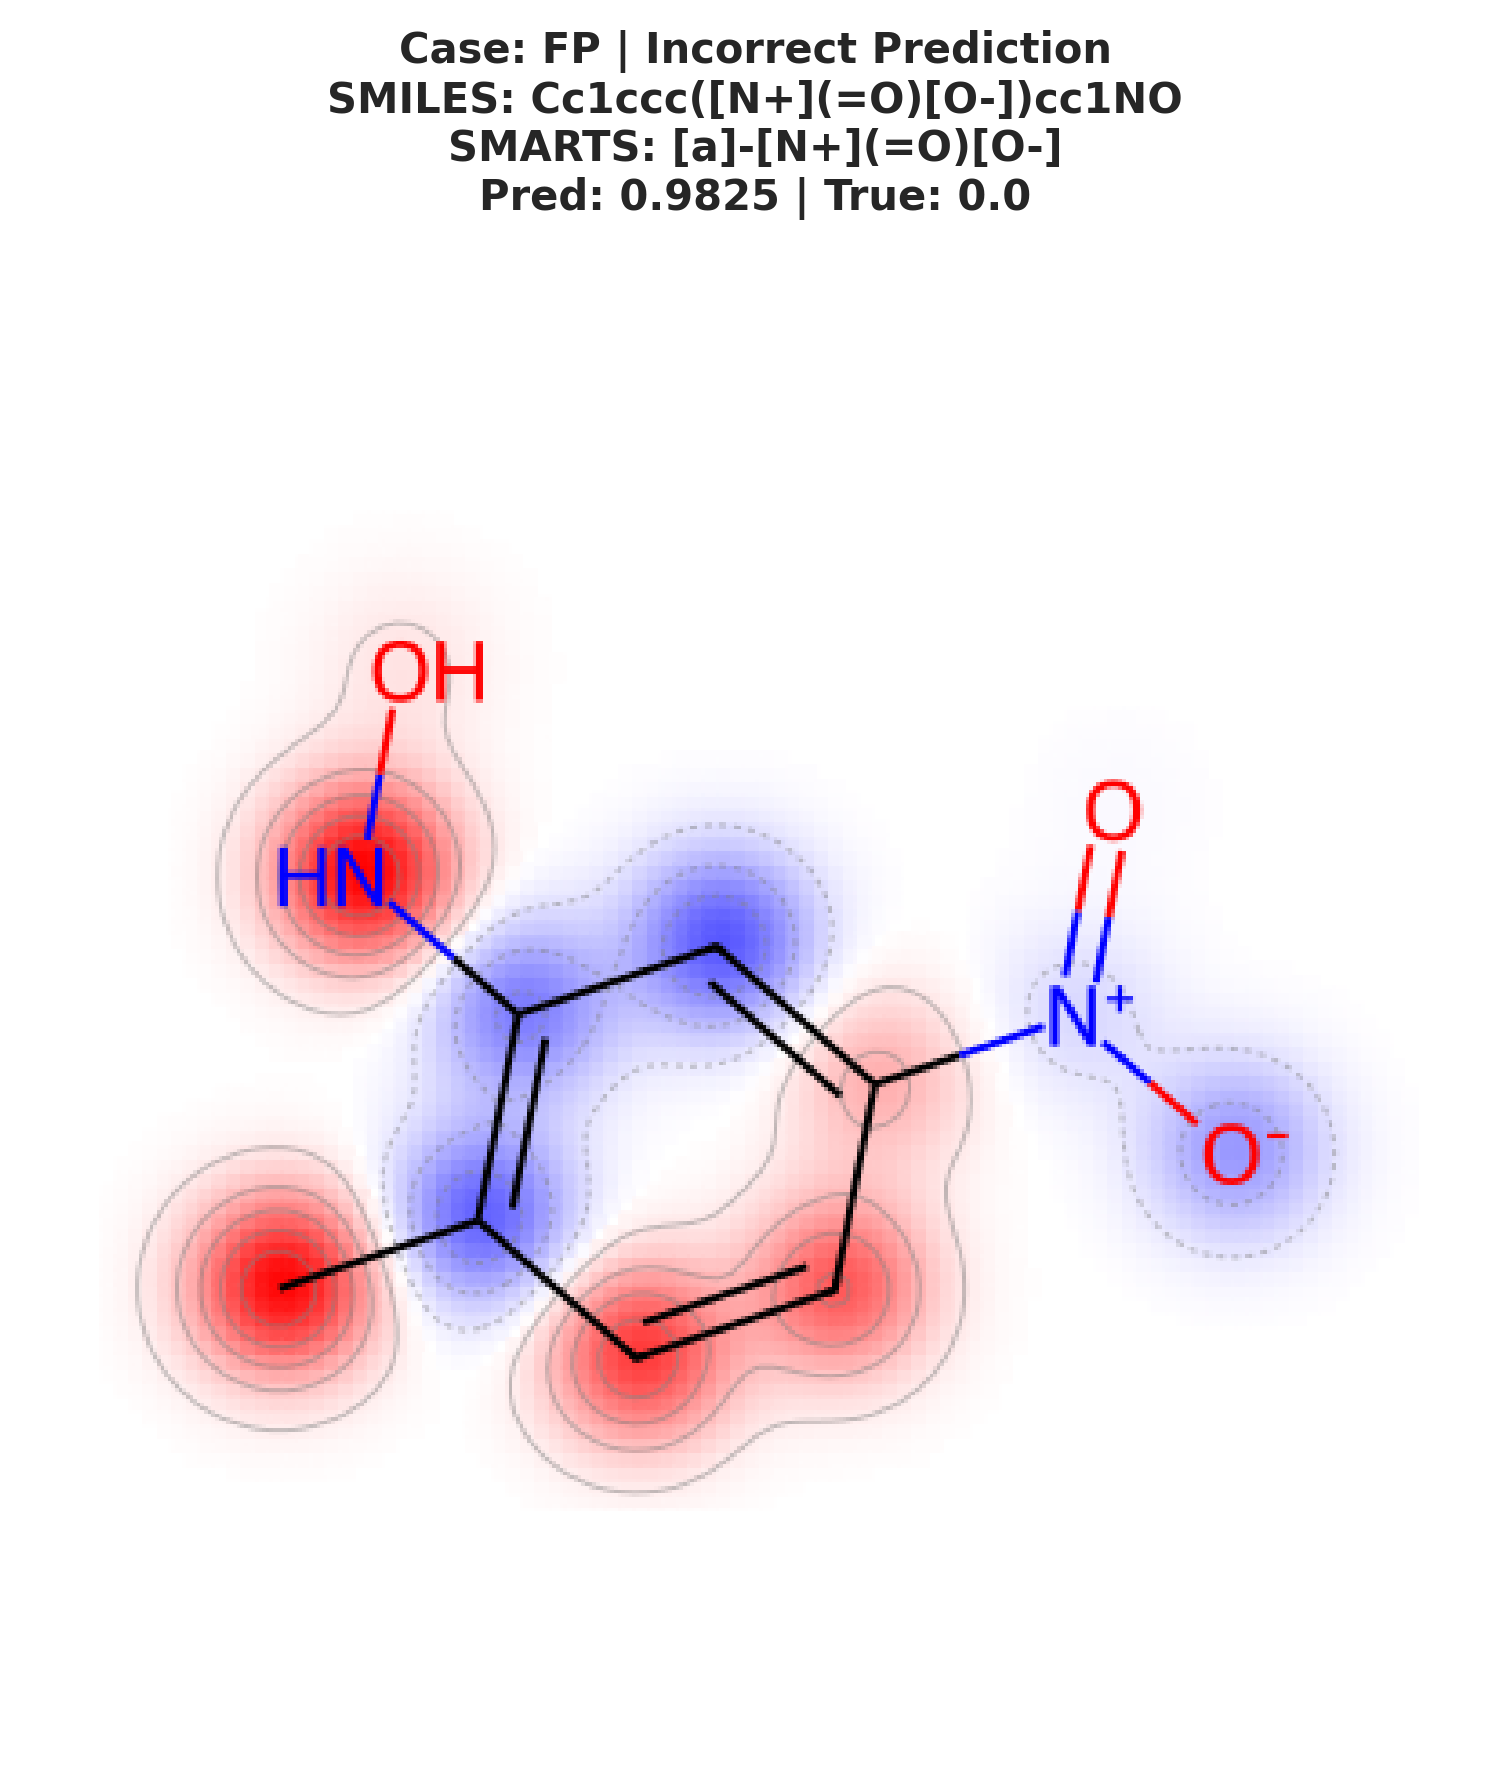 Case: FP | Incorrect Prediction
SMILES: Cc1ccc([N+](=O)[O-])cc1NO
SMARTS: [a]-[N+](=O)[O-]
Pred: 0.9825 | True: 0.0
OH
HN
O
N+
O−